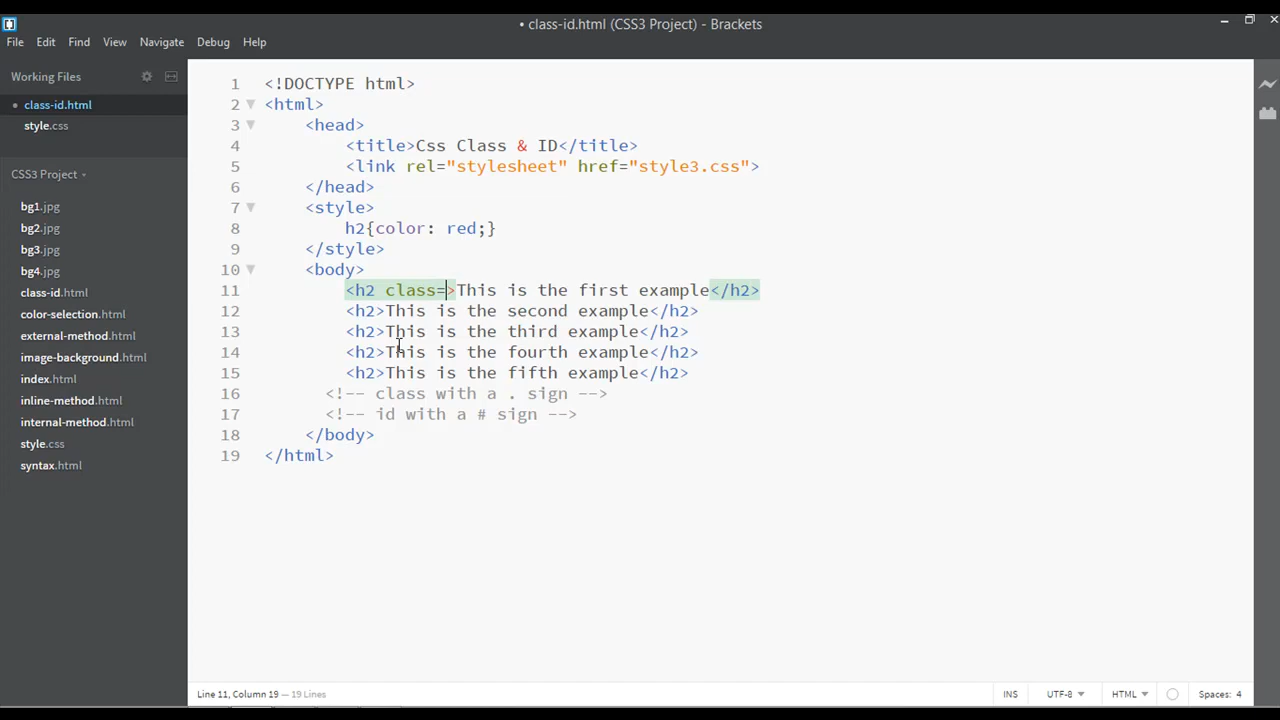 • class-id.html (CSS3 Project) - Brackets
File Edit Find View Navigate Debug Help
Working Files
• class-id.html
style.css
CSS3 Project
bg1.jpg
bg2.jpg
bg3.jpg
bg4.jpg
class-id.html
color-selection.html
external-method.html
image-background.html
index.html
inline-method.html
internal-method.html
style.css
syntax.html
1 <!DOCTYPE html>
2 <html>
3 <head>
4 <title>Css Class & ID</title>
5 <link rel="stylesheet" href="style3.css">
6 </head>
7 <style>
8 h2{color: red;}
9 </style>
10 <body>
11 <h2 class=>This is the first example</h2>
12 <h2>This is the second example</h2>
13 <h2>This is the third example</h2>
14 <h2>This is the fourth example</h2>
15 <h2>This is the fifth example</h2>
16 <!-- class with a . sign -->
17 <!-- id with a # sign -->
18 </body>
19 </html>
Line 11, Column 19 — 19 Lines INS UTF-8 HTML Spaces: 4